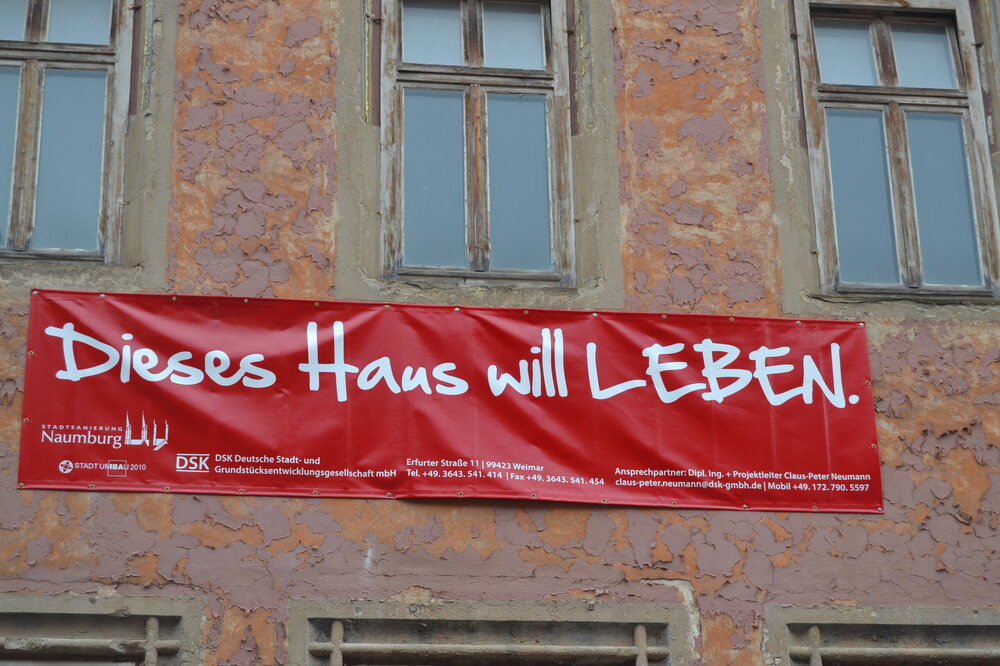 Dieses Haus will LEBEN.
STADTSANIERUNG
Naumburg
STADTUMBAU 2010
DSK
DSK Deutsche Stadt- und
Grundstücksentwicklungsgesellschaft mbH
Erfurter Straße 11 | 99423 Weimar
Tel. +49. 3643. 541. 414 | Fax +49. 3643. 541. 454
Ansprechpartner: Dipl. Ing. + Projektleiter Claus-Peter Neumann
claus-peter.neumann@dsk-gmbh.de | Mobil +49. 172. 790. 5597